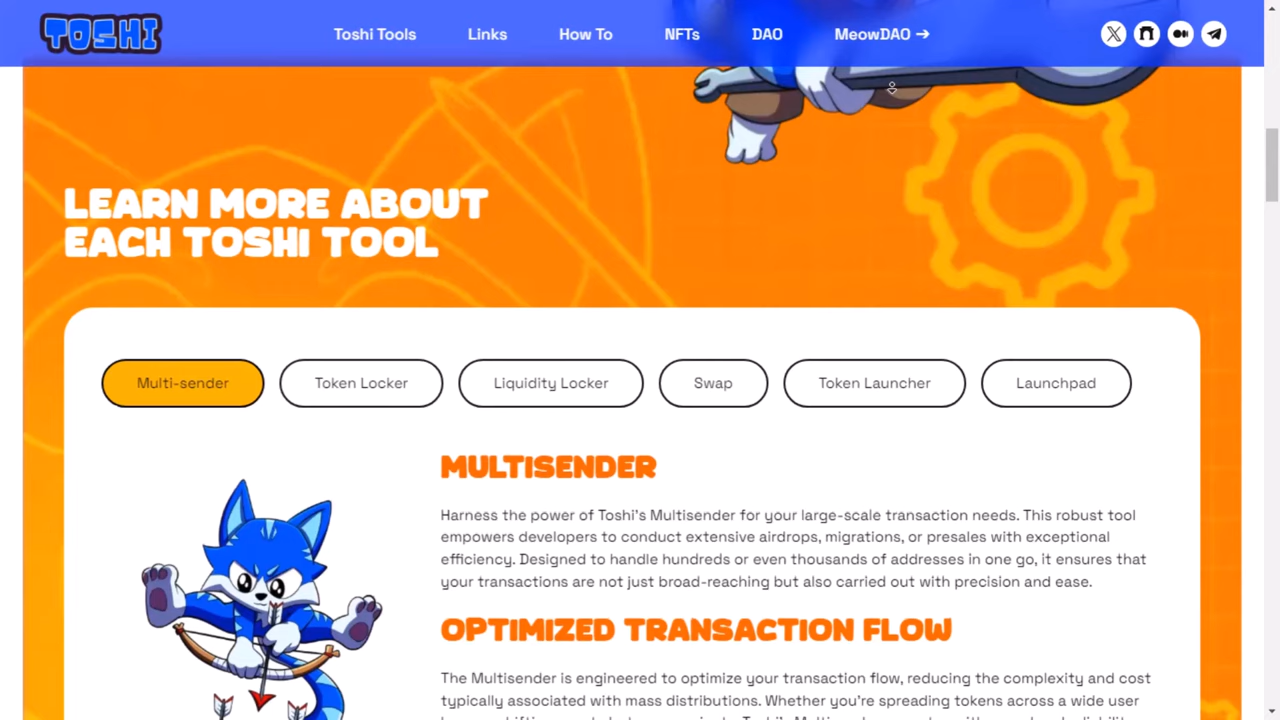 TOSHI
Toshi Tools
Links
How To
NFTs
DAO
MeowDAO →
LEARN MORE ABOUT
EACH TOSHI TOOL
Multi-sender
Token Locker
Liquidity Locker
Swap
Token Launcher
Launchpad
MULTISENDER
Harness the power of Toshi's Multisender for your large-scale transaction needs. This robust tool
empowers developers to conduct extensive airdrops, migrations, or presales with exceptional
efficiency. Designed to handle hundreds or even thousands of addresses in one go, it ensures that
your transactions are not just broad-reaching but also carried out with precision and ease.
OPTIMIZED TRANSACTION FLOW
The Multisender is engineered to optimize your transaction flow, reducing the complexity and cost
typically associated with mass distributions. Whether you're spreading tokens across a wide user